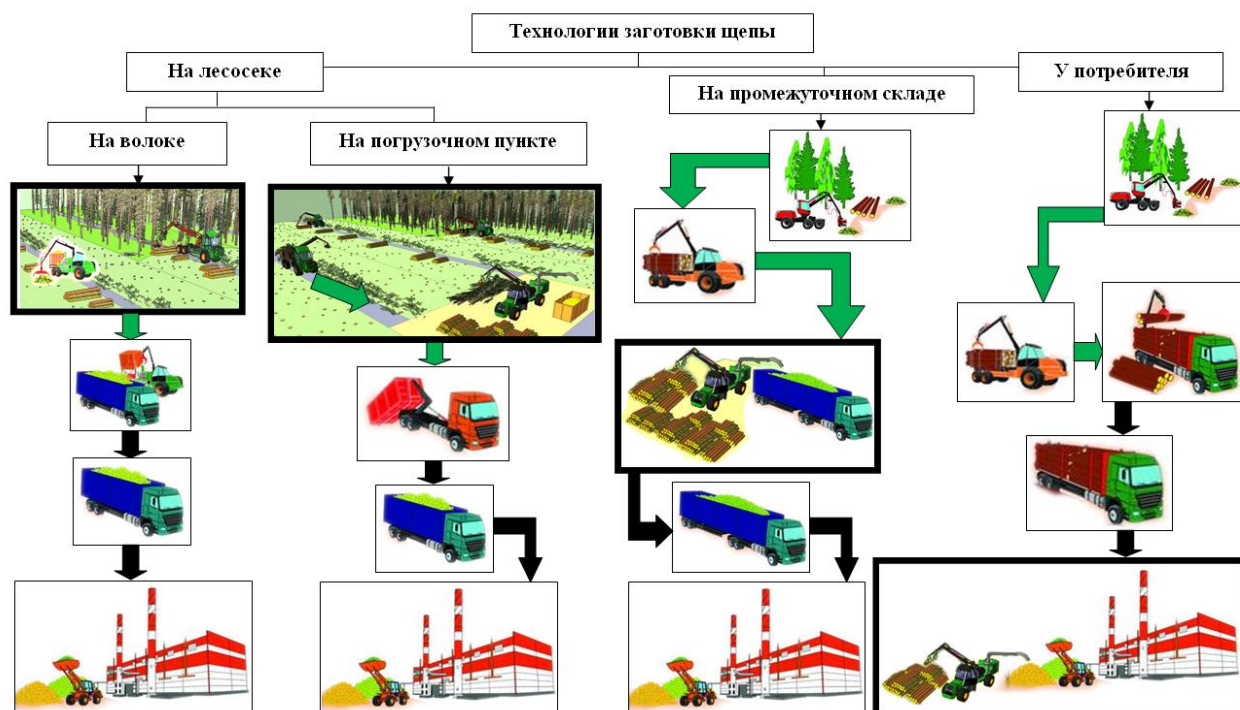 Технологии заготовки щепы
На лесосеке
У потребителя
На промежуточном складе
На волоке
На погрузочном пункте